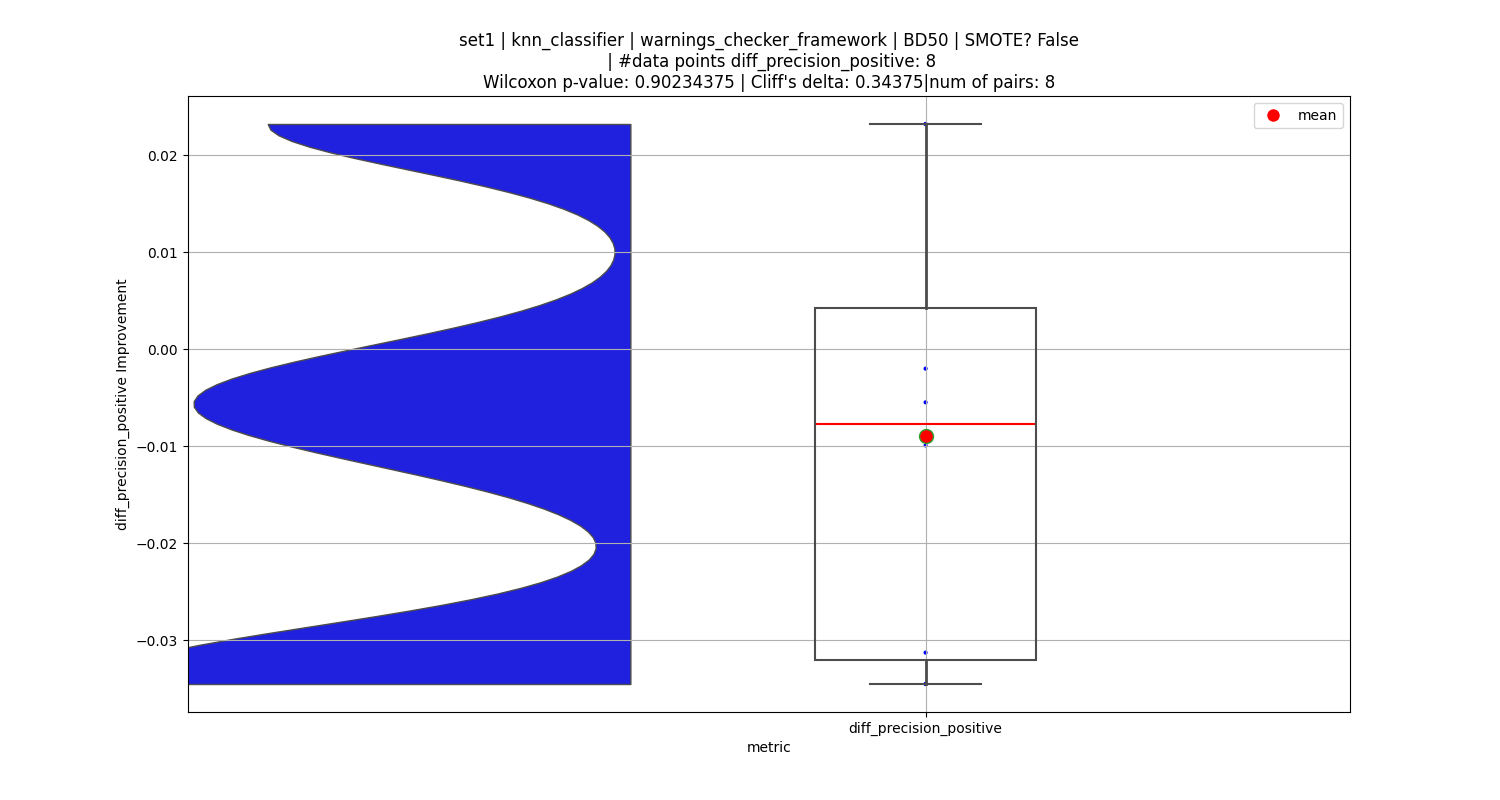 set1 | knn_classifier | warnings_checker_framework | BD50 | SMOTE? False
| #data points diff_precision_positive: 8
Wilcoxon p-value: 0.90234375 | Cliff's delta: 0.34375|num of pairs: 8
mean
0.02
0.01
0.00
−0.01
−0.02
−0.03
diff_precision_positive Improvement
diff_precision_positive
metric